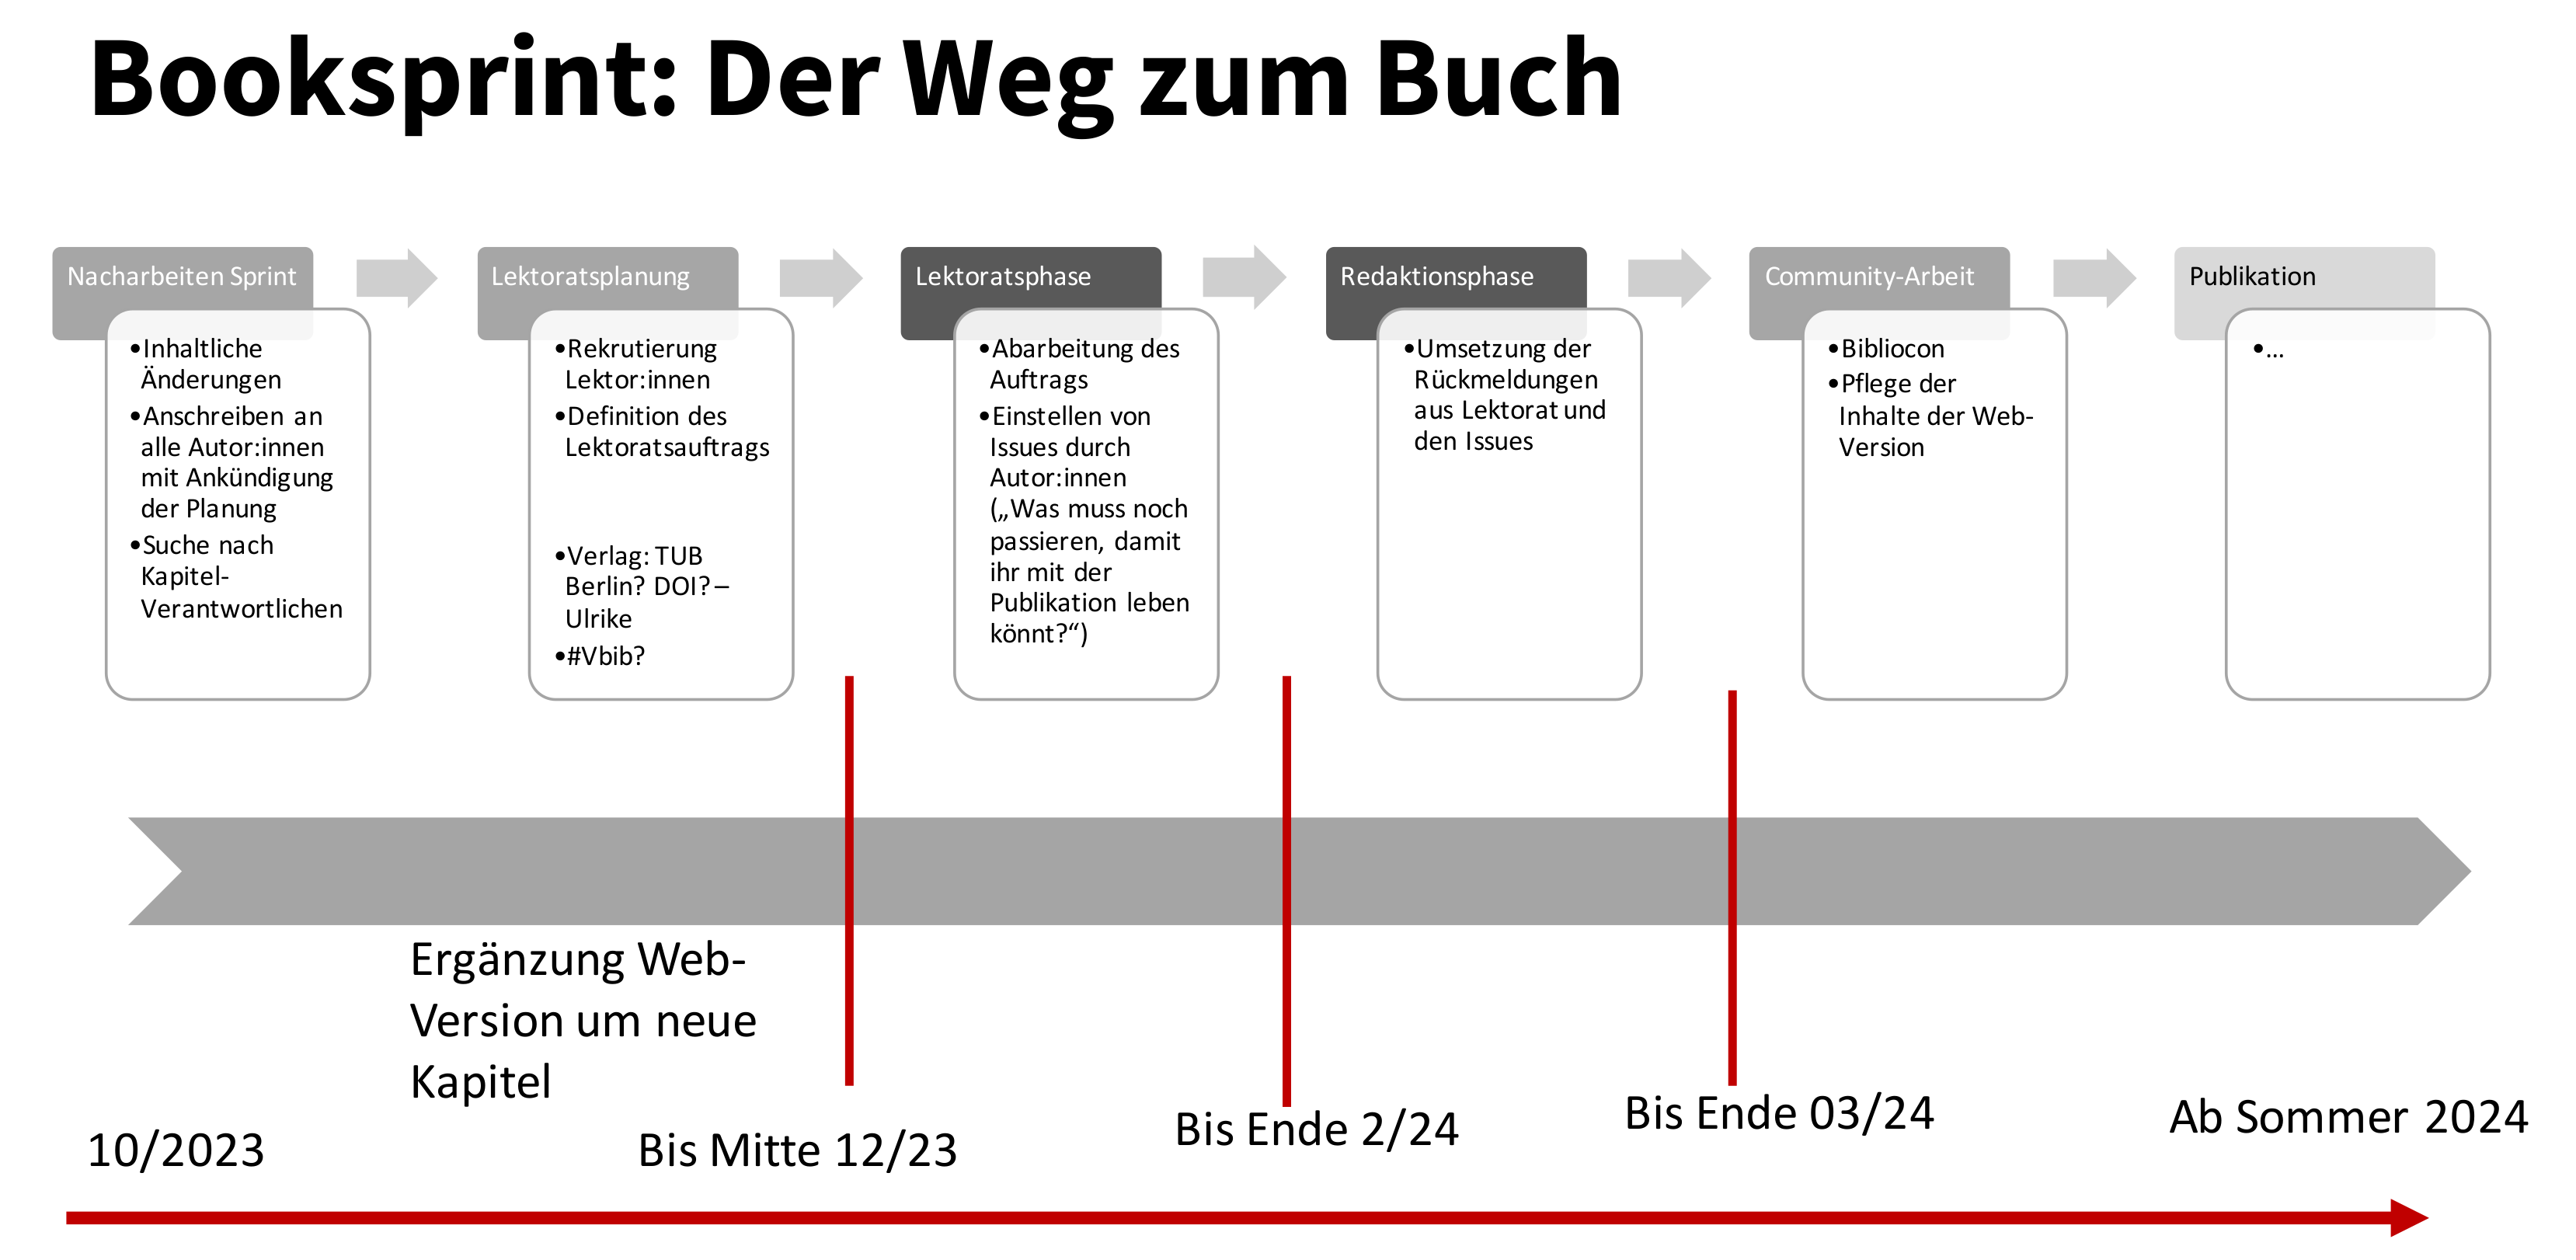 Booksprint: Der Weg zum Buch
Nacharbeiten Sprint
•Inhaltliche
Änderungen
•Anschreiben an
alle Autor:innen
mit Ankündigung
der Planung
•Suche nach
Kapitel-
Verantwortlichen
Lektoratsplanung
•Rekrutierung
Lektor:innen
•Definition des
Lektoratsauftrags
•Verlag: TUB
Berlin? DOI? –
Ulrike
•#Vbib?
Lektoratsphase
•Abarbeitung des
Auftrags
•Einstellen von
Issues durch
Autor:innen
(„Was muss noch
passieren, damit
ihr mit der
Publikation leben
könnt?“)
Redaktionsphase
•Umsetzung der
Rückmeldungen
aus Lektorat und
den Issues
Community-Arbeit
•Bibliocon
•Pflege der
Inhalte der Web-
Version
Publikation
•...
Ergänzung Web-
Version um neue
Kapitel
10/2023
Bis Mitte 12/23
Bis Ende 2/24
Bis Ende 03/24
Ab Sommer 2024